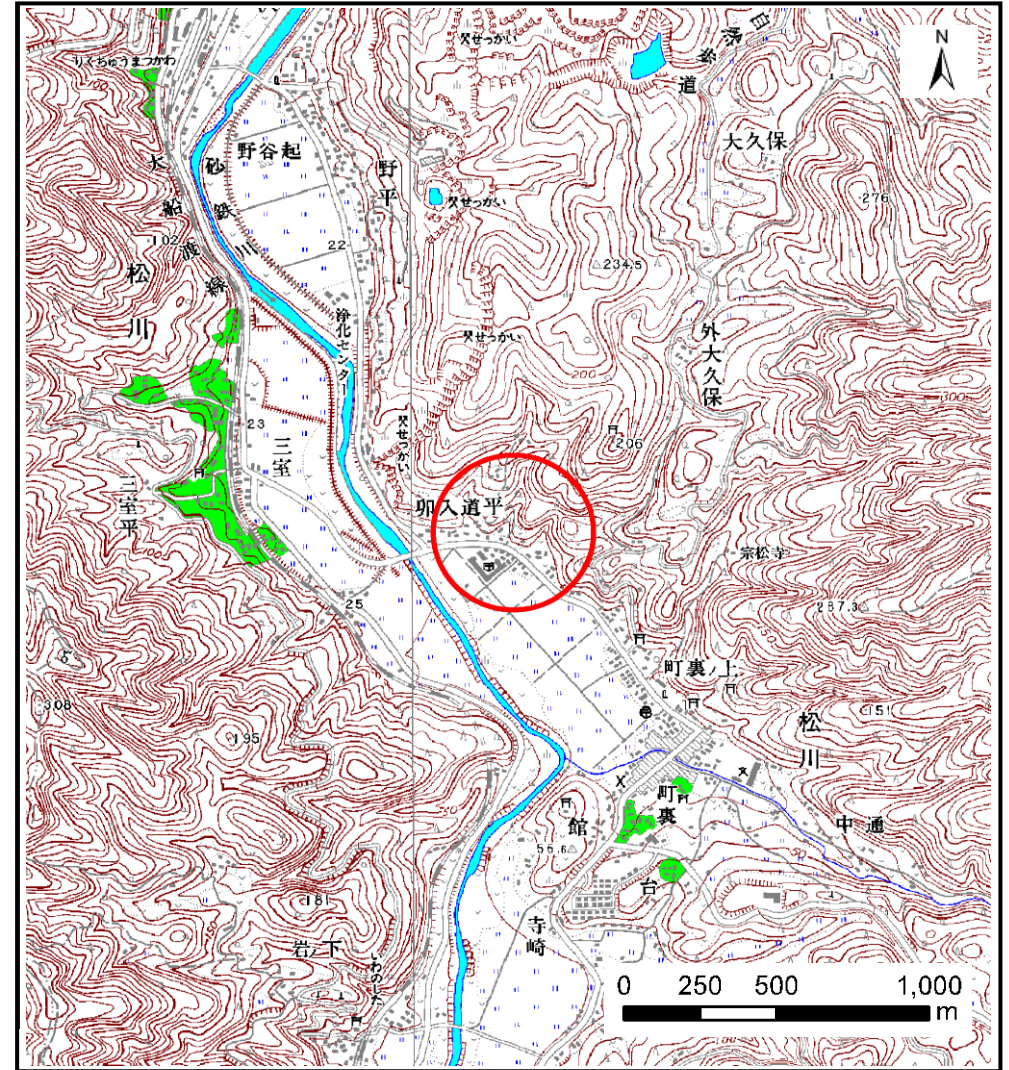 N
りくちゅうまつかわ
せっかい
自然歩道
大久保
野谷起
砂鉄川
野平
せっかい
276
22
102
大船渡線
松川
234.5
浄化センター
せっかい
外大久保
200
300
23
三室
せっかい
206
三室平
卯入道平
宗松寺
25
287.3
町裏ノ上
308
195
151
松川
町裏
中通
館
55.6
台
181
寺崎
岩ノ下
いわのした
0 250 500 1,000
m